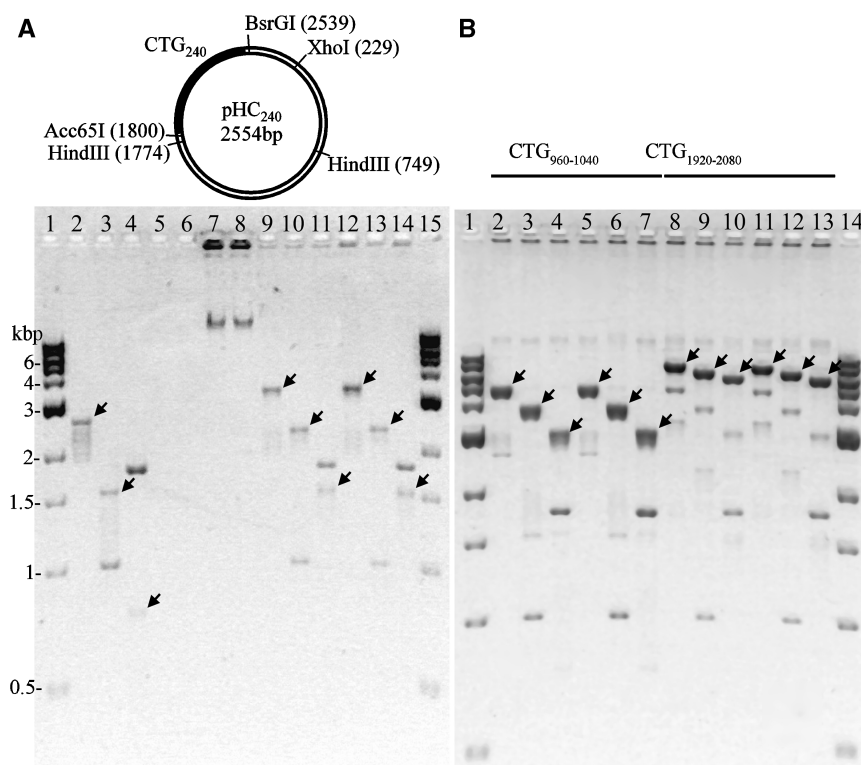 A
B
BsrGI (2539)
CTG240
XhoI (229)
pHC240
2554bp
Acc65I (1800)
HindIII (1774)
HindIII (749)
CTG960-1040
CTG1920-2080
1 2 3 4 5 6 7 8 9 10 11 12 13 14 15
1 2 3 4 5 6 7 8 9 10 11 12 13 14
kbp
6-
4-
3-
2-
1.5-
1-
0.5-